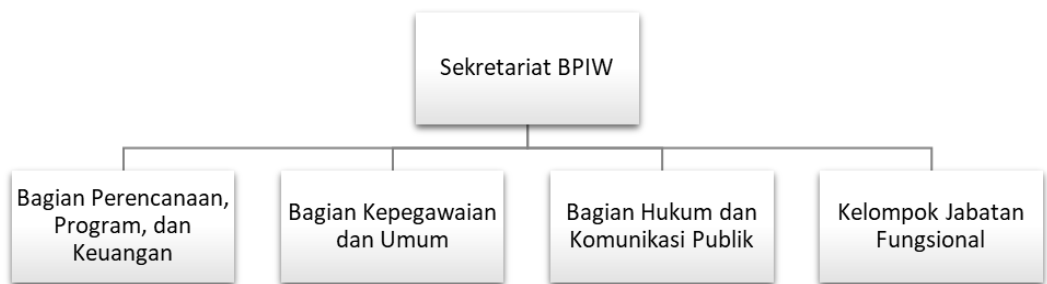 Sekretariat BPIW
Bagian Perencanaan,
Program, dan
Keuangan
Bagian Kepegawaian
dan Umum
Bagian Hukum dan
Komunikasi Publik
Kelompok Jabatan
Fungsional